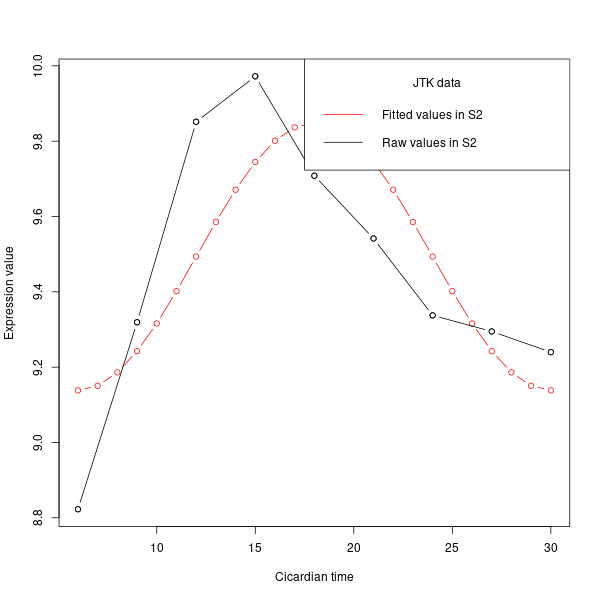 JTK data
Fitted values in S2
Raw values in S2
Expression value
10.0
9.8
9.6
9.4
9.2
9.0
8.8
10 15 20 25 30
Cicardian time